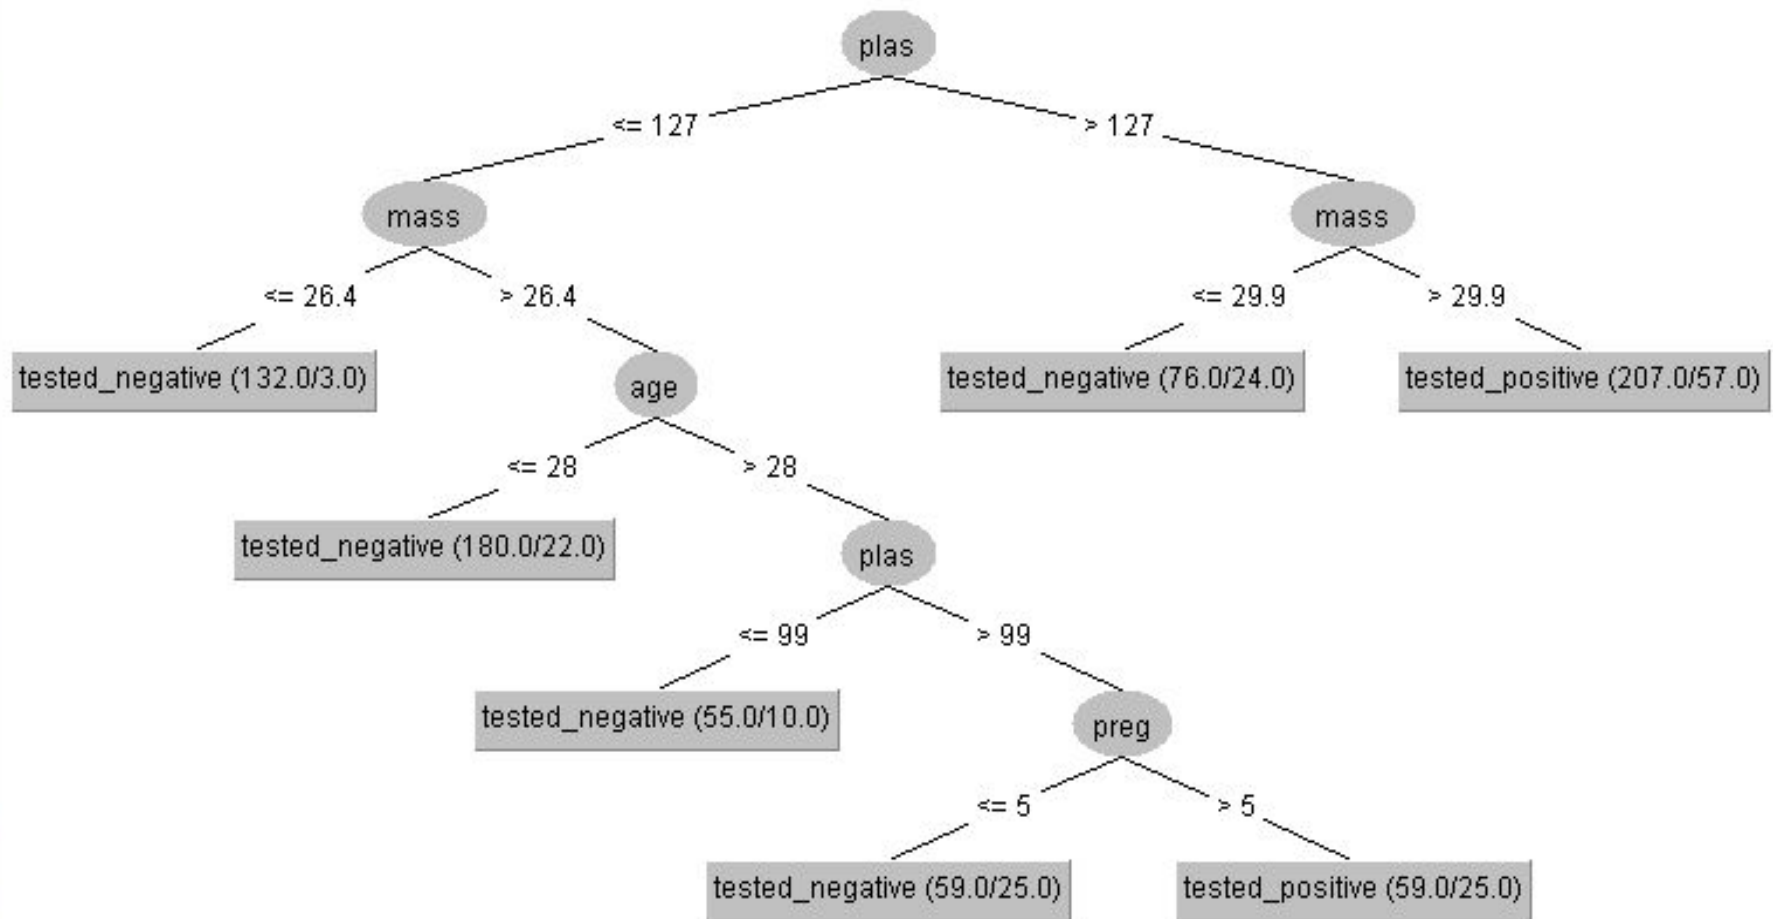 plas
<= 127
> 127
mass
mass
<= 26.4
> 26.4
<= 29.9
> 29.9
tested_negative (132.0/3.0)
age
tested_negative (76.0/24.0)
tested_positive (207.0/57.0)
<= 28
> 28
tested_negative (180.0/22.0)
plas
<= 99
> 99
tested_negative (55.0/10.0)
preg
<= 5
> 5
tested_negative (59.0/25.0)
tested_positive (59.0/25.0)